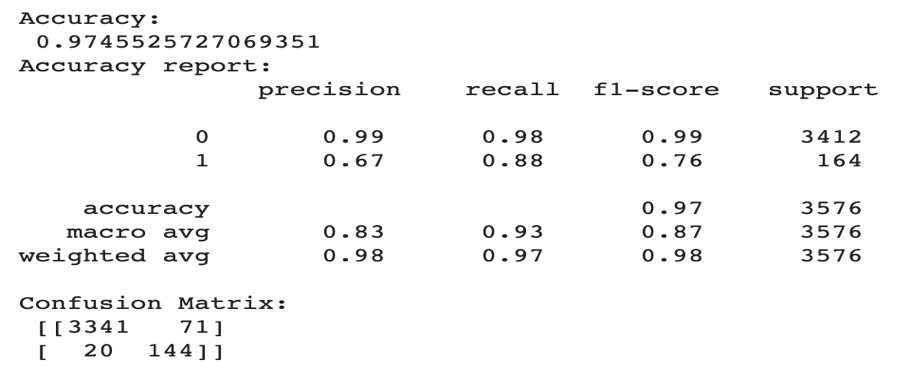 Accuracy:
0.9745525727069351
Accuracy report:
precision recall f1-score support
0 0.99 0.98 0.99 3412
1 0.67 0.88 0.76 164
accuracy 0.97 3576
macro avg 0.83 0.93 0.87 3576
weighted avg 0.98 0.97 0.98 3576
Confusion Matrix:
[[3341 71]
[ 20 144]]